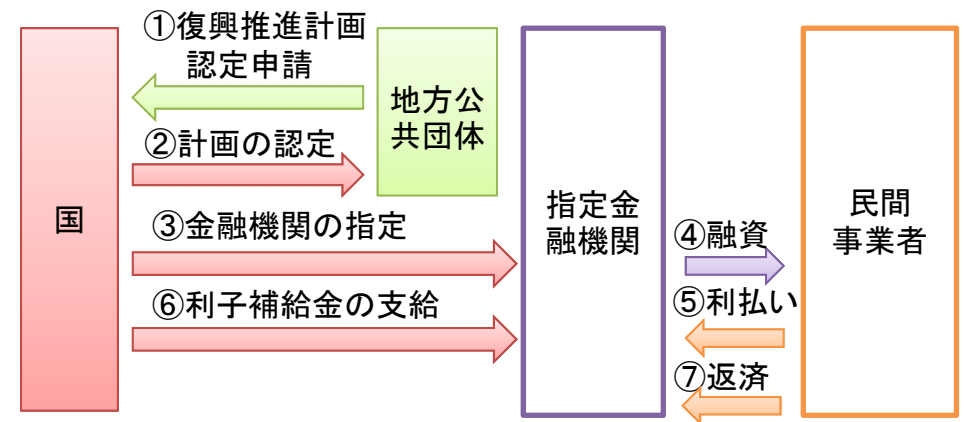 ①復興推進計画
認定申請
地方公
共団体
②計画の認定
国
③金融機関の指定
⑥利子補給金の支給
指定金
融機関
④融資
⑤利払い
⑦返済
民間
事業者